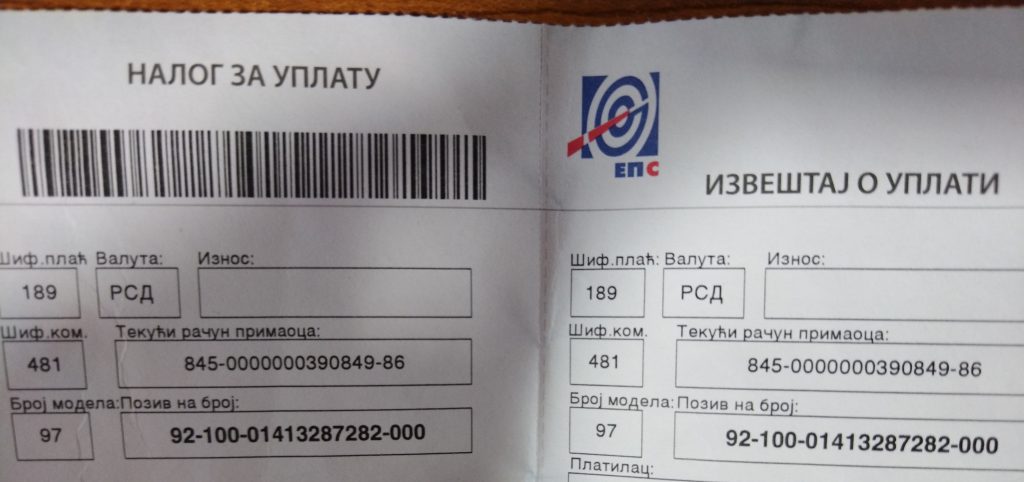 НАЛОГ ЗА УПЛАТУ
Шиф.плаћ Валута: Износ:
189 РСД
Шиф.ком. Текући рачун примаоца:
481 845-0000000390849-86
Број модела: Позив на број:
97 92-100-01413287282-000
ЕПС
ИЗВЕШТАЈ О УПЛАТИ
Шиф.плаћ: Валута: Износ:
189 РСД
Шиф.ком. Текући рачун примаоца:
481 845-0000000390849-86
Број модела: Позив на број:
97 92-100-01413287282-000
Платилац: